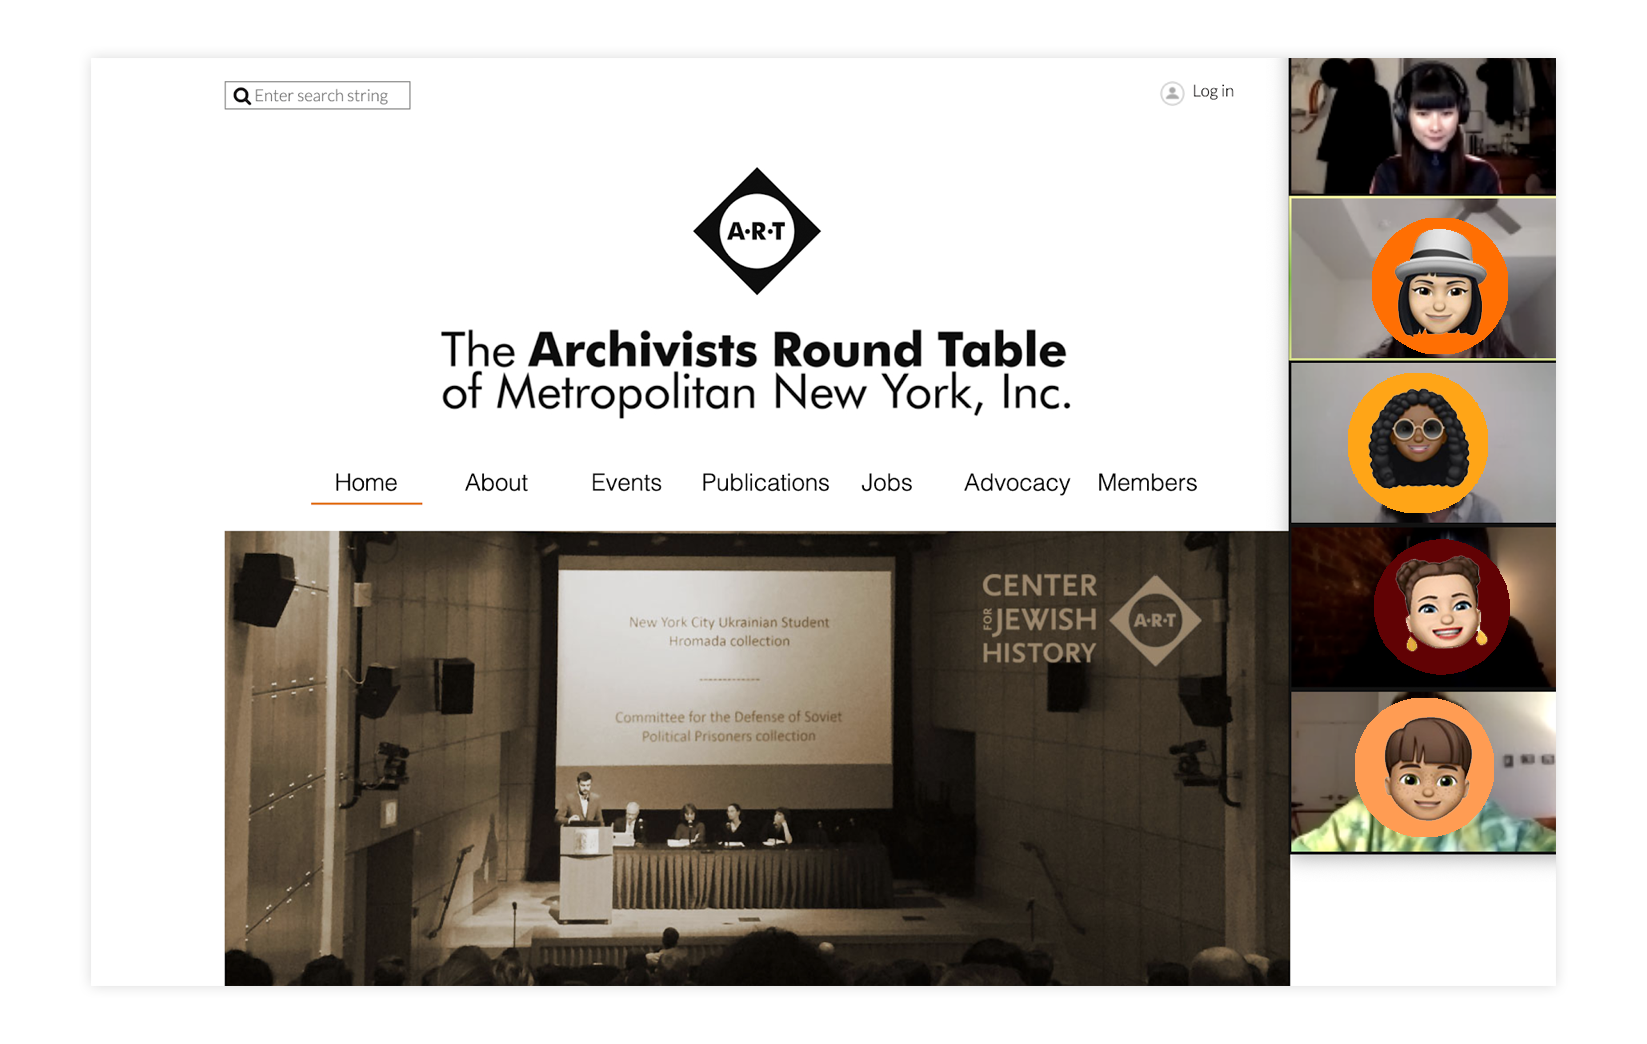 Enter search string
Log in
A·R·T
The Archivists Round Table
of Metropolitan New York, Inc.
Home About Events Publications Jobs Advocacy Members
New York City Ukrainian Student
Hromada collection
-------------
Committee for the Defense of Soviet
Political Prisoners collection
CENTER
FOR JEWISH
HISTORY
A·R·T